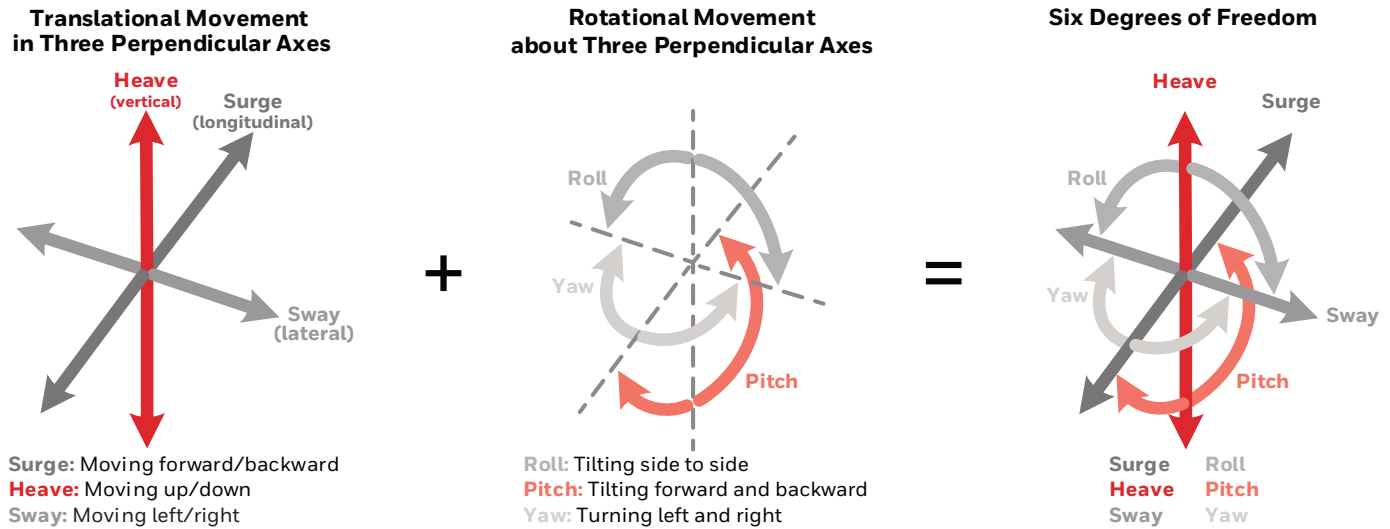 Translational Movement
in Three Perpendicular Axes
Heave
(vertical)
Surge
(longitudinal)
Sway
(lateral)
Surge: Moving forward/backward
Heave: Moving up/down
Sway: Moving left/right
+
Rotational Movement
about Three Perpendicular Axes
Roll
Yaw
Pitch
Roll: Tilting side to side
Pitch: Tilting forward and backward
Yaw: Turning left and right
=
Six Degrees of Freedom
Heave
Surge
Roll
Yaw
Sway
Pitch
Surge Roll
Heave Pitch
Sway Yaw